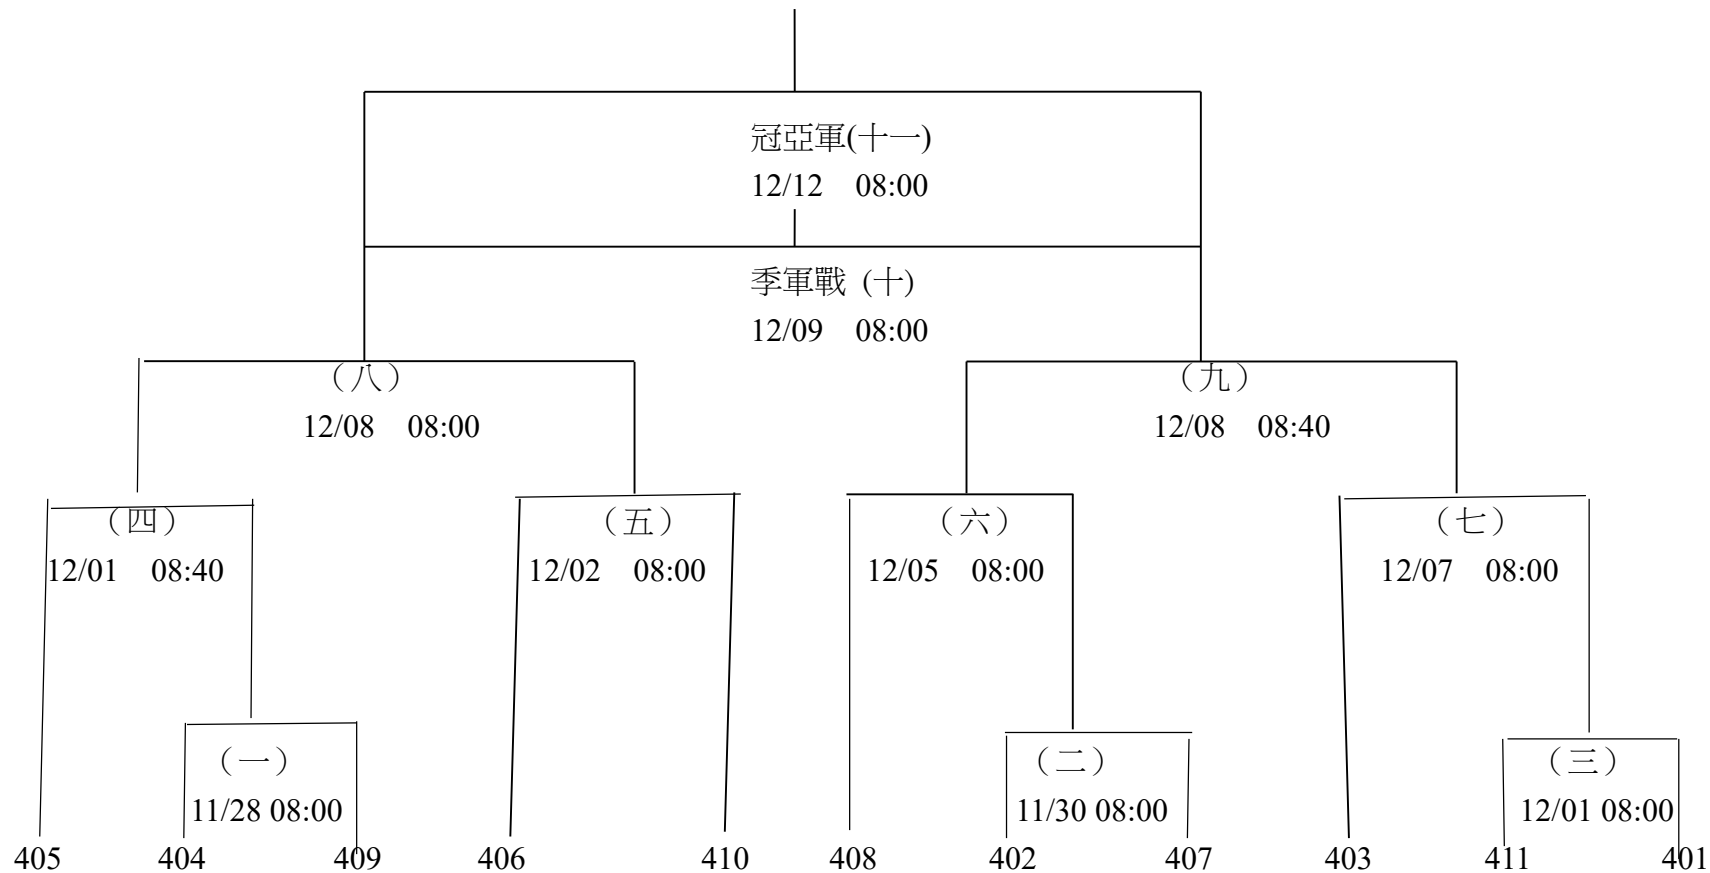 冠亞軍(十一)
12/12 08:00
季軍戰 (十)
12/09 08:00
（八）
12/08 08:00
（九）
12/08 08:40
（四）
12/01 08:40
（五）
12/02 08:00
（六）
12/05 08:00
（七）
12/07 08:00
（一）
11/28 08:00
（二）
11/30 08:00
（三）
12/01 08:00
405 404 409 406 410 408 402 407 403 411 401